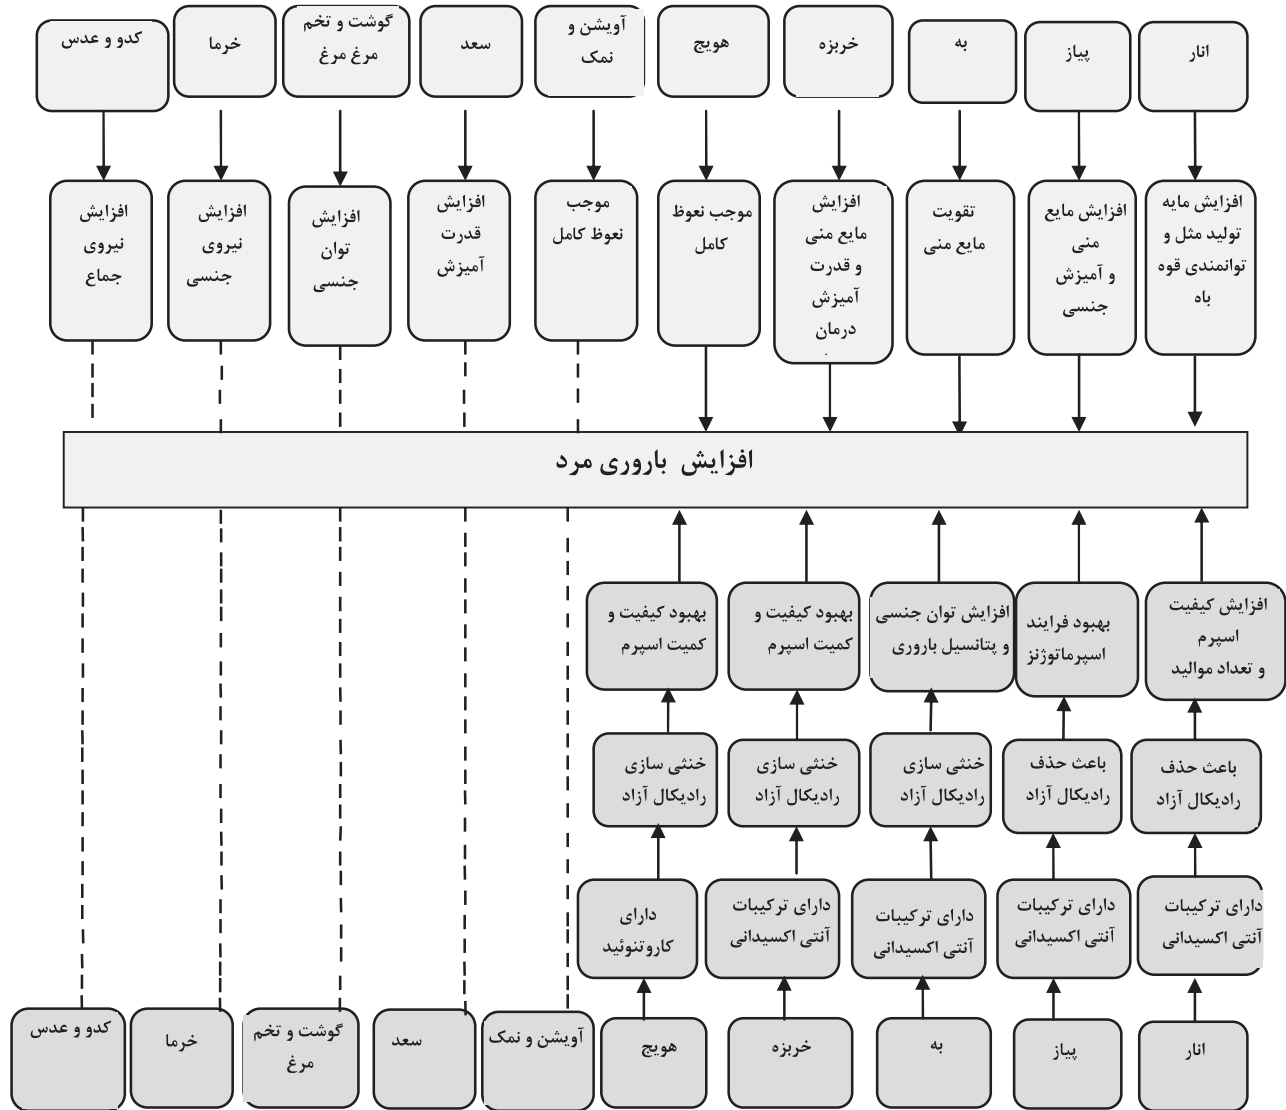 انار
پیاز
به
خربزه
هویج
آویشن و
نمک
سعد
گوشت و تخم
مرغ مرغ
خرما
کدو و عدس
افزایش مایه
تولید مثل و
توانمندی قوه
باه
افزایش مایع
منی
و آمیزش
جنسی
تقویت
مایع منی
افزایش
مایع منی
و قدرت
آمیزش
درمان
موجب نعوظ
کامل
موجب
نعوظ کامل
افزایش
قدرت
آمیزش
افزایش
توان
جنسی
افزایش
نیروی
جنسی
افزایش
نیروی
جماع
افزایش باروری مرد
افزایش کیفیت
اسپرم
و تعداد موالید
بهبود فرایند
اسپرماتوژنز
افزایش توان جنسی
و پتانسیل باروری
بهبود کیفیت و
کمیت اسپرم
بهبود کیفیت و
کمیت اسپرم
باعث حذف
رادیکال آزاد
باعث حذف
رادیکال آزاد
خنثی سازی
رادیکال آزاد
خنثی سازی
رادیکال آزاد
خنثی سازی
رادیکال آزاد
دارای ترکیبات
آنتی اکسیدانی
دارای ترکیبات
آنتی اکسیدانی
دارای ترکیبات
آنتی اکسیدانی
دارای ترکیبات
آنتی اکسیدانی
دارای
کاروتنوئید
انار
پیاز
به
خربزه
هویج
آویشن و نمک
سعد
گوشت و تخم
مرغ
خرما
کدو و عدس